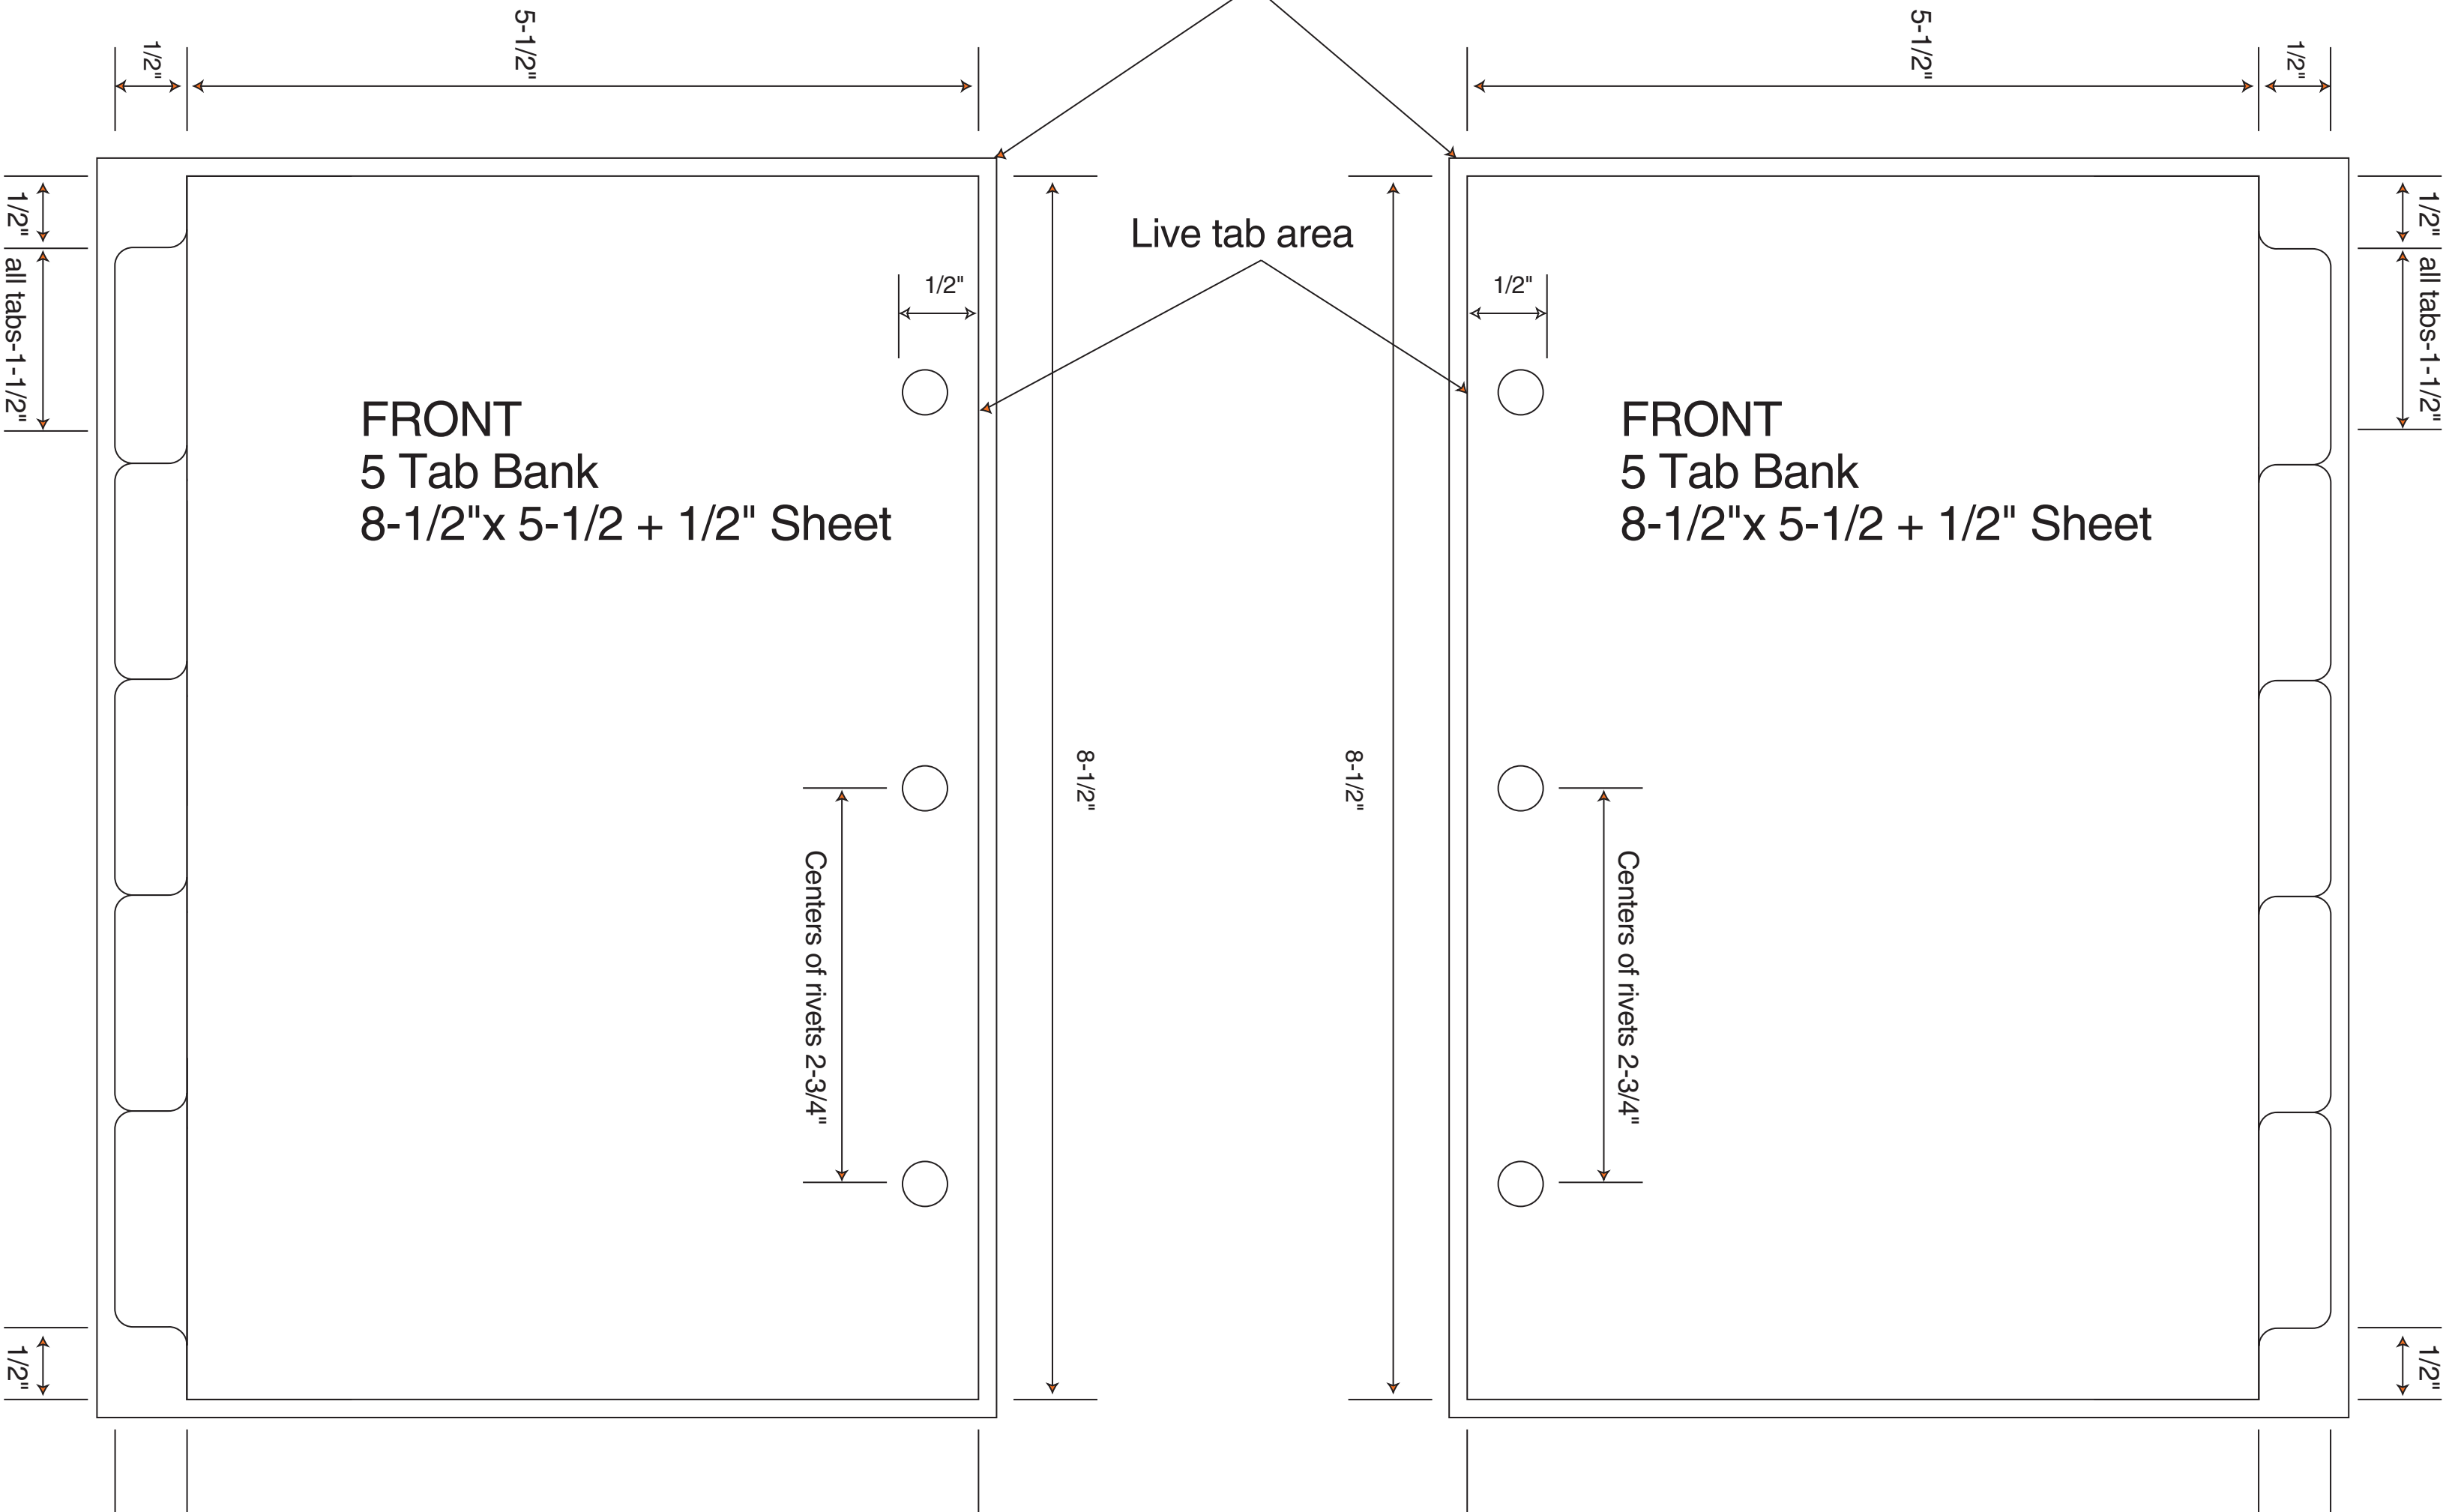 5-1/2"
1/2"
5-1/2"
1/2"
1/2"
all tabs-1-1/2"
Live tab area
1/2"
1/2"
1/2"
all tabs-1-1/2"
FRONT
5 Tab Bank
8-1/2"x 5-1/2 + 1/2" Sheet
FRONT
5 Tab Bank
8-1/2"x 5-1/2 + 1/2" Sheet
8-1/2"
8-1/2"
Centers of rivets 2-3/4"
Centers of rivets 2-3/4"
1/2"
1/2"